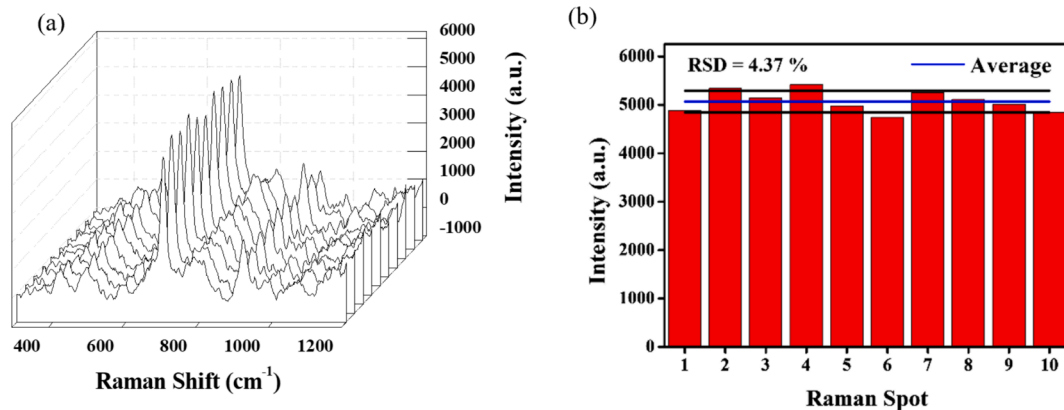 (a)
6000
5000
4000
3000
2000
1000
0
-1000
Intensity (a.u.)
400 600 800 1000 1200
Raman Shift (cm-1)
(b)
6000
5000
4000
3000
2000
1000
0
Intensity (a.u.)
RSD = 4.37 %
Average
1 2 3 4 5 6 7 8 9 10
Raman Spot